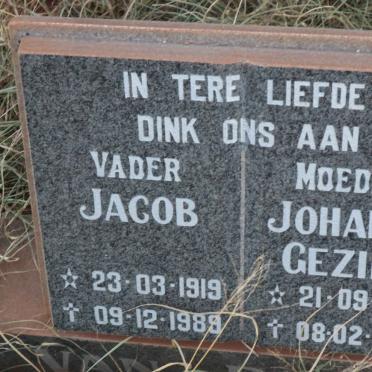 IN TERE LIEFDE
DINK ONS AAN
VADER
JACOB
☆ 23-03-1919
✝ 09-12-1989
MOED
JOHA
GEZI
☆ 21-09
✝ 08-02-